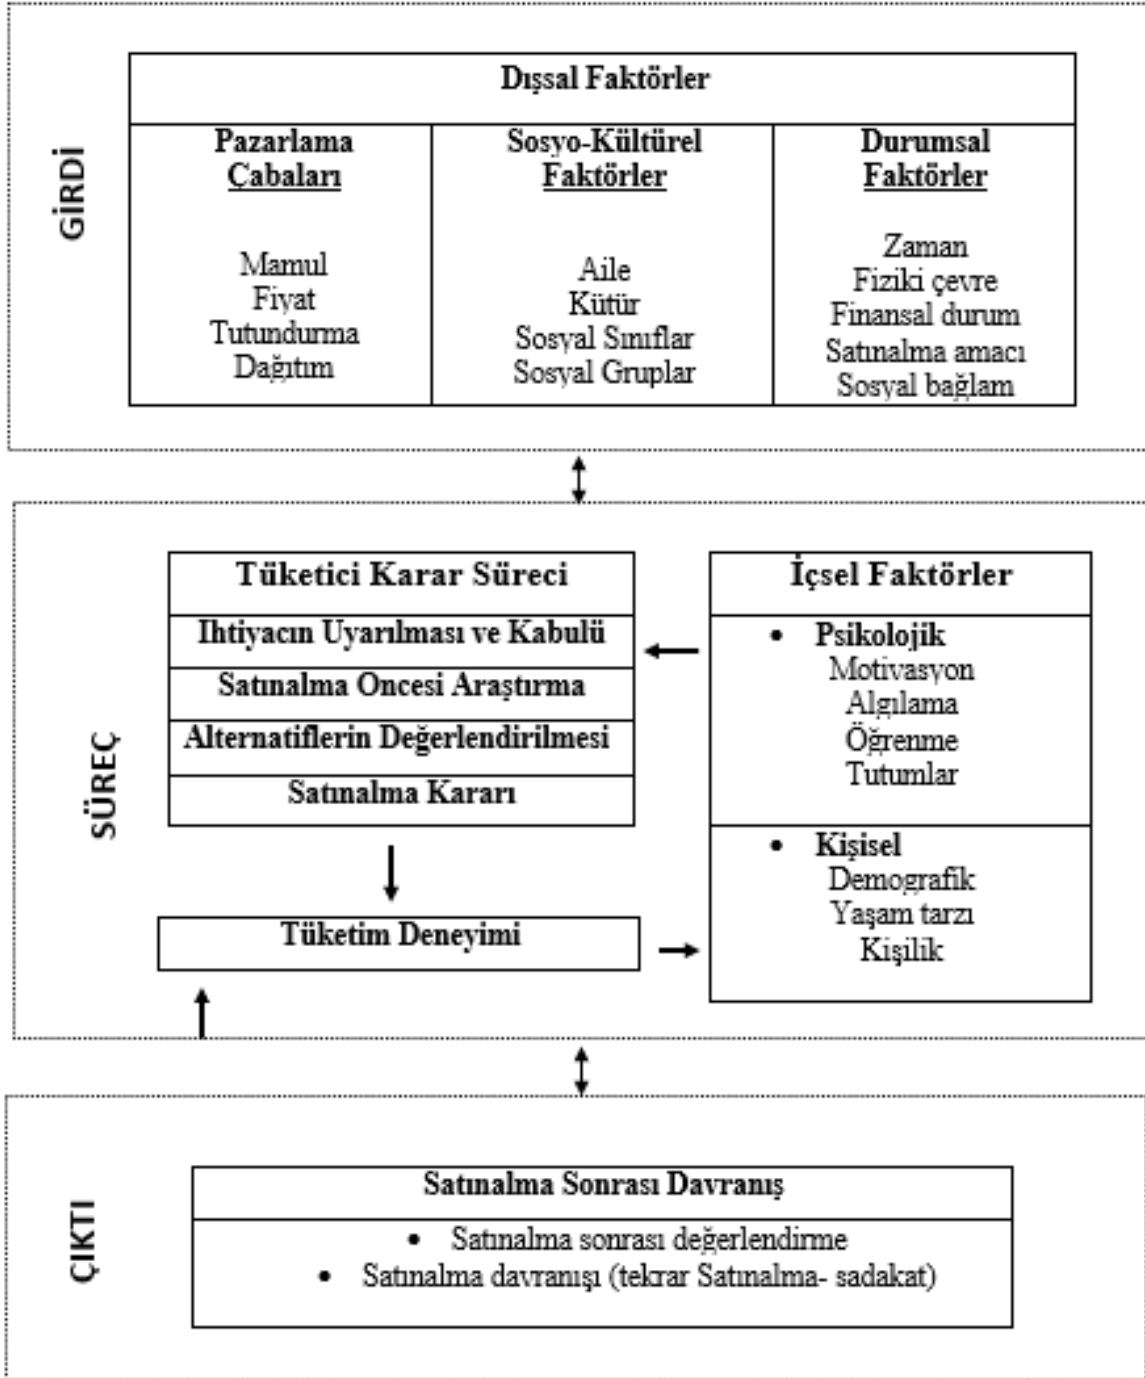 GİRDİ
Dışsal Faktörler
Pazarlama
Çabaları
Mamul
Fiyat
Tutundurma
Dağıtım
Sosyo-Kültürel
Faktörler
Aile
Kütür
Sosyal Sınıflar
Sosyal Gruplar
Durumsal
Faktörler
Zaman
Fiziki çevre
Finansal durum
Satınalma amacı
Sosyal bağlam
SÜREÇ
Tüketici Karar Süreci
Ihtiyacın Uyarılması ve Kabulü
Satınalma Oncesi Araştırma
Alternatiflerin Değerlendirilmesi
Satınalma Kararı
Tüketim Deneyimi
İçsel Faktörler
• Psikolojik
Motivasyon
Algılama
Öğrenme
Tutumlar
• Kişisel
Demografik
Yaşam tarzı
Kişilik
ÇIKTI
Satınalma Sonrası Davranış
• Satınalma sonrası değerlendirme
• Satınalma davranışı (tekrar Satınalma- sadakat)